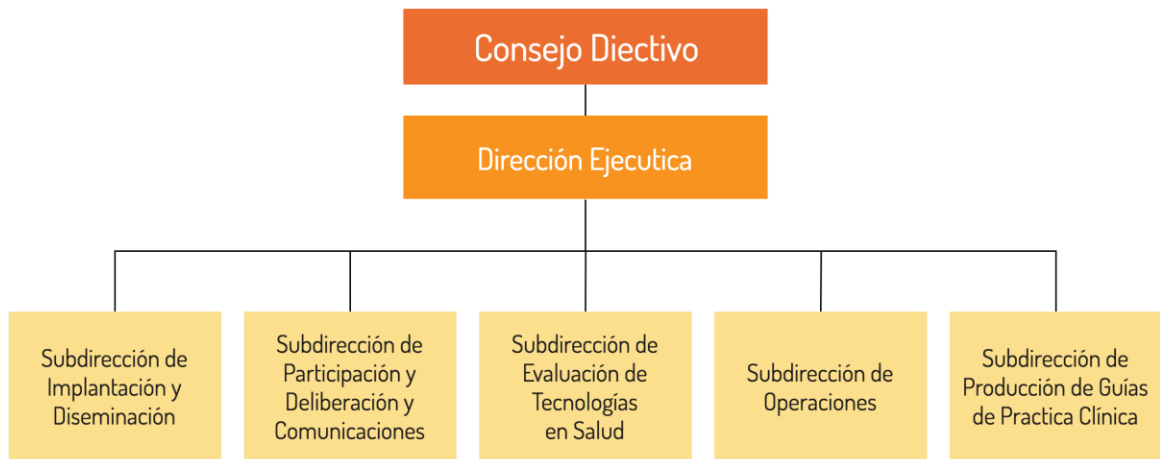 Consejo Diectivo
Dirección Ejecutica
Subdirección de
Implantación y
Diseminación
Subdirección de
Participación y
Deliberación y
Comunicaciones
Subdirección de
Evaluación de
Tecnologías
en Salud
Subdirección de
Operaciones
Subdirección de
Producción de Guías
de Practica Clínica